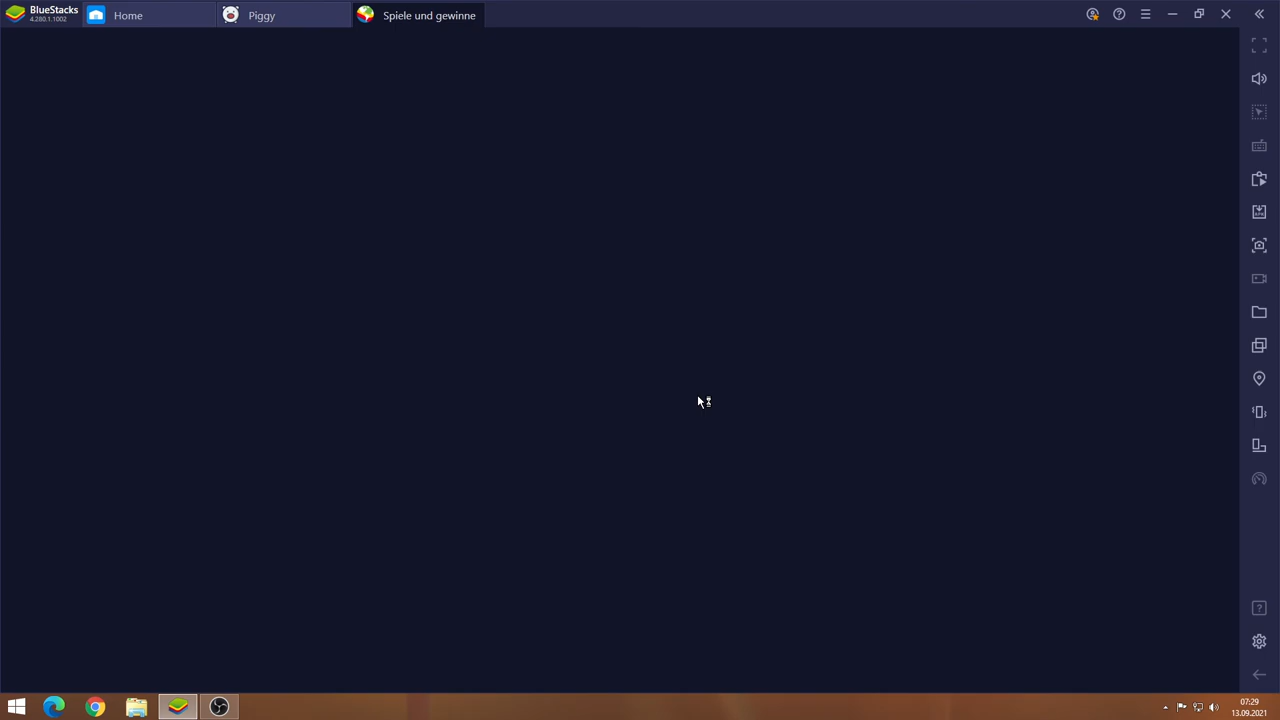 BlueStacks
4.280.1.1002
Home
Piggy
Spiele und gewinne
07:29
13.09.2021